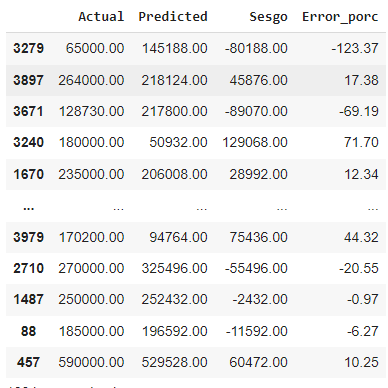 Actual Predicted Sesgo Error_porc
3279 65000.00 145188.00 -80188.00 -123.37
3897 264000.00 218124.00 45876.00 17.38
3671 128730.00 217800.00 -89070.00 -69.19
3240 180000.00 50932.00 129068.00 71.70
1670 235000.00 206008.00 28992.00 12.34
... ... ... ... ...
3979 170200.00 94764.00 75436.00 44.32
2710 270000.00 325496.00 -55496.00 -20.55
1487 250000.00 252432.00 -2432.00 -0.97
88 185000.00 196592.00 -11592.00 -6.27
457 590000.00 529528.00 60472.00 10.25